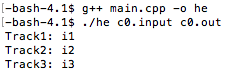 [-bash-4.1$ g++ main.cpp -o he
[-bash-4.1$ ./he c0.input c0.out
Track1: i1
Track2: i2
Track3: i3